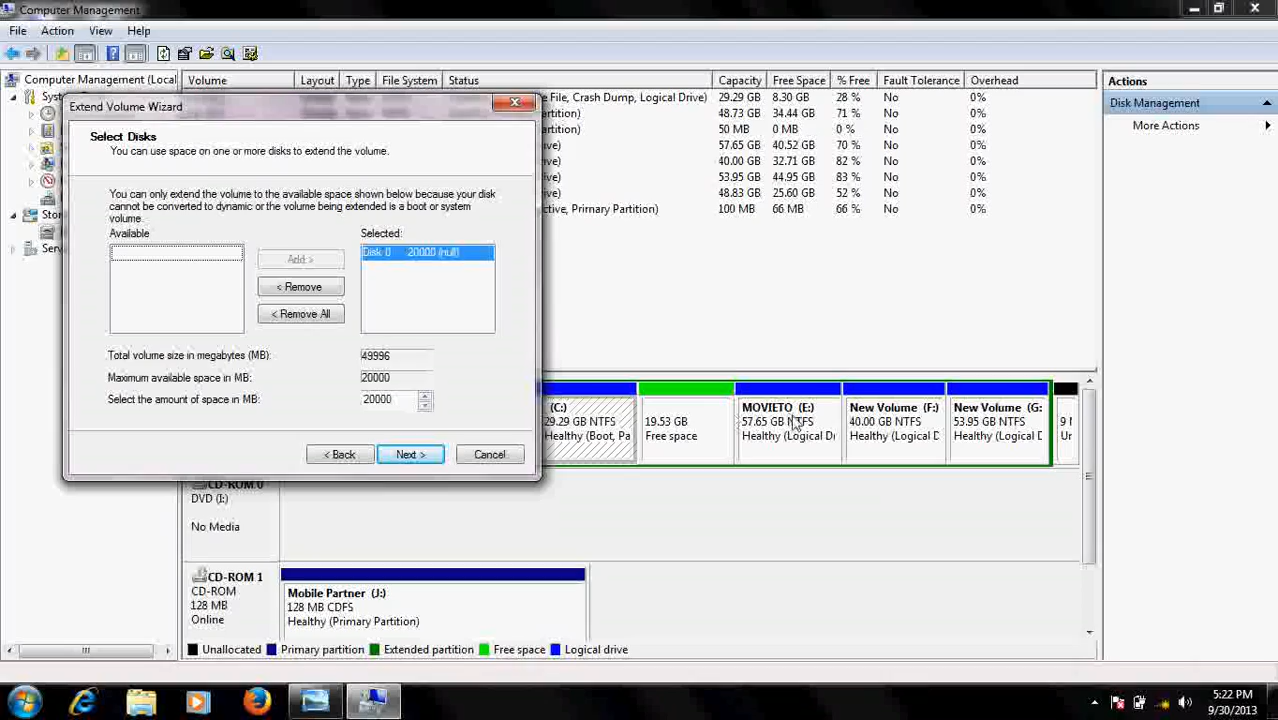 Computer Management
File Action View Help
Computer Management (Local
Volume Layout Type File System Status Capacity Free Space % Free Fault Tolerance Overhead
File, Crash Dump, Logical Drive) 29.29 GB 8.30 GB 28 % No 0%
48.73 GB 34.44 GB 71 % No 0%
50 MB 0 MB 0 % No 0%
57.65 GB 40.52 GB 70 % No 0%
40.00 GB 32.71 GB 82 % No 0%
53.95 GB 44.95 GB 83 % No 0%
48.83 GB 25.60 GB 52 % No 0%
Primary Partition) 100 MB 66 MB 66 % No 0%
Actions
Disk Management
More Actions
Extend Volume Wizard
Select Disks
You can use space on one or more disks to extend the volume.
You can only extend the volume to the available space shown below because your disk
cannot be converted to dynamic or the volume being extended is a boot or system
volume.
Available
Selected:
Disk 0 20000 (null)
Add >
< Remove
< Remove All
Total volume size in megabytes (MB): 49996
Maximum available space in MB: 20000
Select the amount of space in MB: 20000
< Back Next > Cancel
(C:)
29.29 GB NTFS
Healthy (Boot, Pa
19.53 GB
Free space
MOVIETO (E:)
57.65 GB NTFS
Healthy (Logical Dr
New Volume (F:)
40.00 GB NTFS
Healthy (Logical D
New Volume (G:
53.95 GB NTFS
Healthy (Logical D
CD-ROM 0
DVD (I:)
No Media
CD-ROM 1
CD-ROM
128 MB
Online
Mobile Partner (J:)
128 MB CDFS
Healthy (Primary Partition)
Unallocated Primary partition Extended partition Free space Logical drive
5:22 PM
9/30/2013